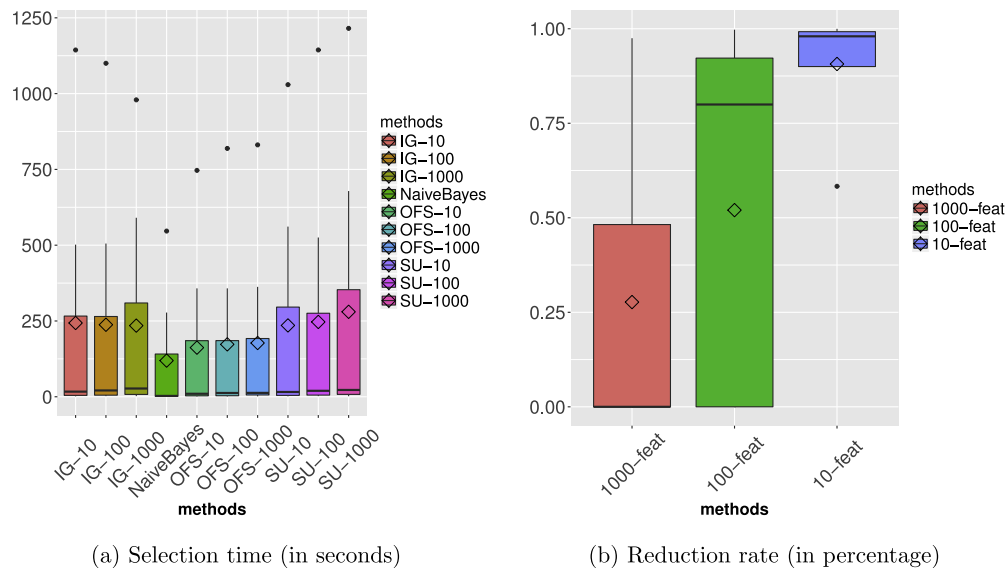 1250
1000
750
500
250
0
IG−10
IG−100
IG−1000
NaiveBayes
OFS−10
OFS−100
OFS−1000
SU−10
SU−100
SU−1000
methods
methods
IG−10
IG−100
IG−1000
NaiveBayes
OFS−10
OFS−100
OFS−1000
SU−10
SU−100
SU−1000
(a) Selection time (in seconds)
1.00
0.75
0.50
0.25
0.00
1000−feat
100−feat
10−feat
methods
methods
1000−feat
100−feat
10−feat
(b) Reduction rate (in percentage)